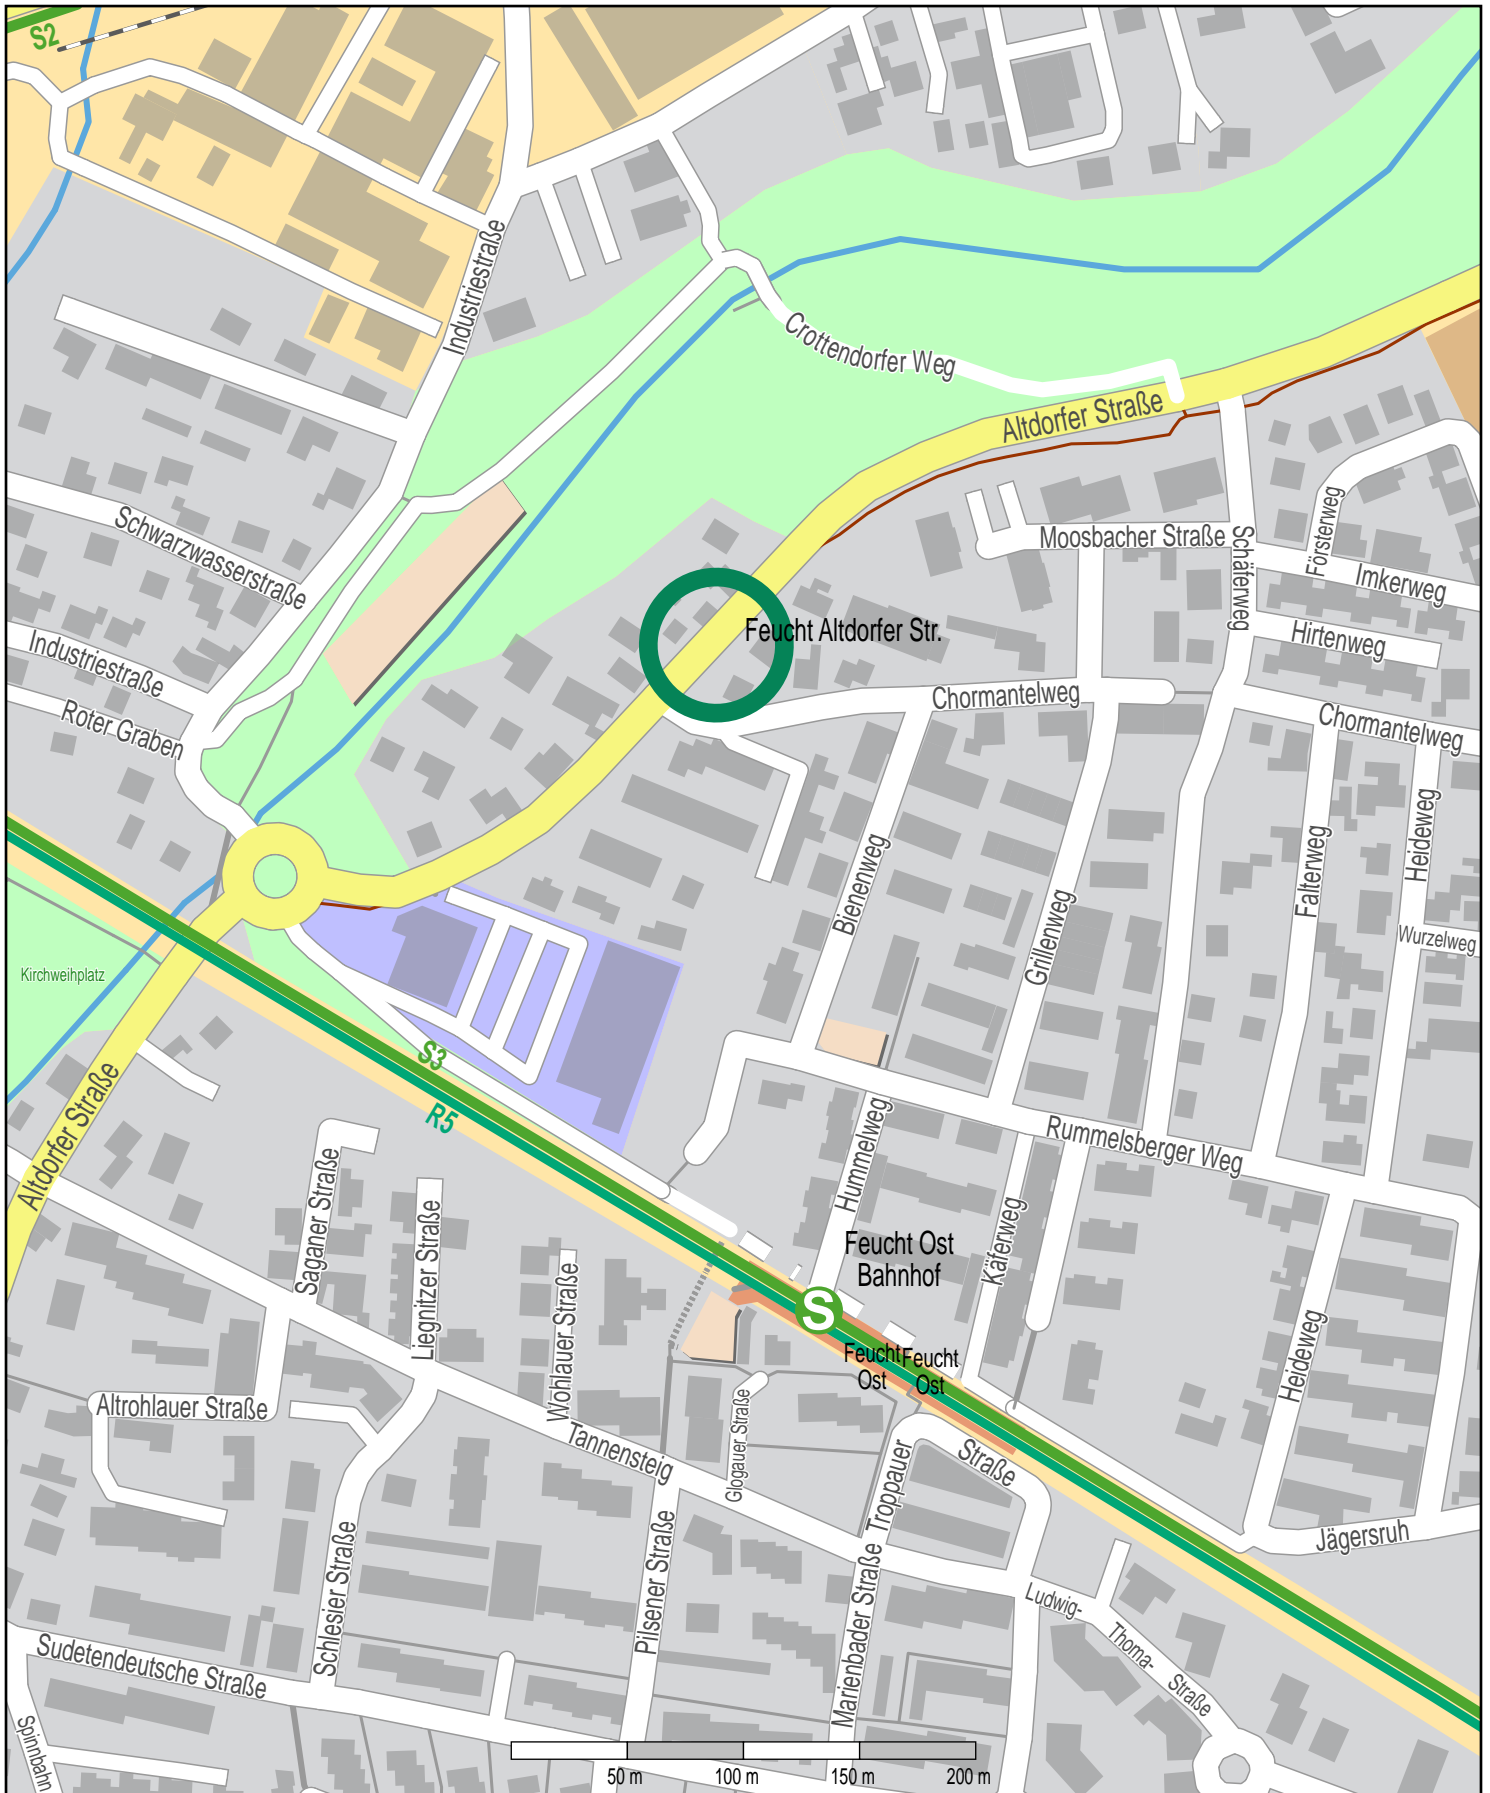 S2
Industriestraße
Crottendorfer Weg
Altdorfer Straße
Schwarzwasserstraße
Moosbacher Straße
Schäferweg
Försterweg
Imkerweg
Feucht Altdorfer Str.
Hirtenweg
Industriestraße
Roter Graben
Chormantelweg
Chormantelweg
Bienenweg
Grillenweg
Falterweg
Heideweg
Wurzelweg
Kirchweihplatz
S3
R5
Altdorfer Straße
Hummelweg
Rummelsberger Weg
Saganer Straße
Liegnitzer Straße
Wohlauer Straße
Käferweg
Feucht Ost
Bahnhof
S
Feucht
Ost
Feucht
Ost
Heideweg
Altrohlauer Straße
Tannensteig
Glogauer Straße
Troppauer
Straße
Jägersruh
Schlesier Straße
Pilsener Straße
Marienbader Straße
Ludwig-
Thoma-
Straße
Sudetendeutsche Straße
Spinnbahn
50 m
100 m
150 m
200 m